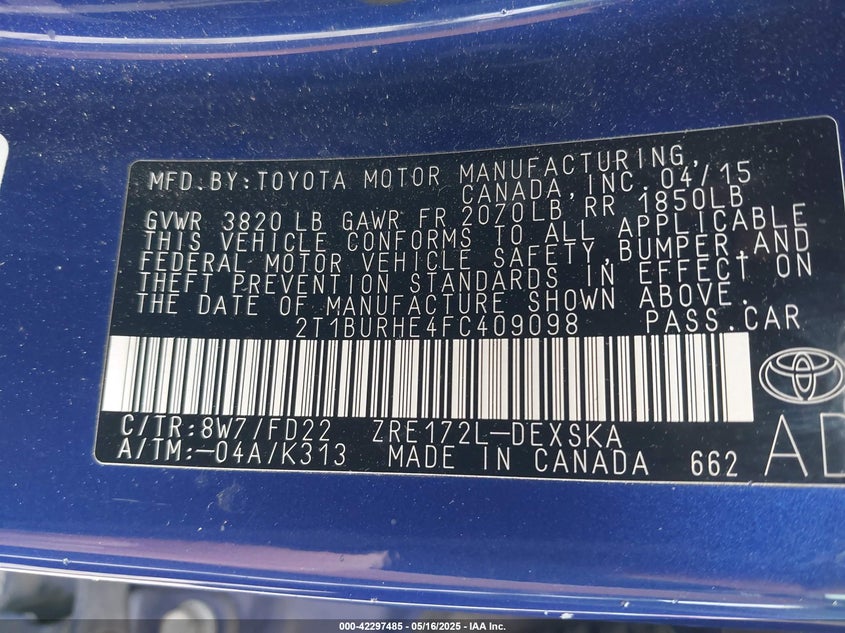 MFD.BY:TOYOTA MOTOR MANUFACTURING,
CANADA, INC. 04/15
GVWR 3820 LB GAWR FR 2070LB RR 1850LB
THIS VEHICLE CONFORMS TO ALL APPLICABLE
FEDERAL MOTOR VEHICLE SAFETY, BUMPER, AND
THEFT PREVENTION STANDARDS IN EFFECT ON
THE DATE OF MANUFACTURE SHOWN ABOVE.
2T1BURHE4FC409098 PASS.CAR
C/TR:8W7/FD22 ZRE172L-DEXSKA
A/TM:-04A/K313 MADE IN CANADA 662
AD
000-42297485 - 05/16/2025 - IAA Inc.